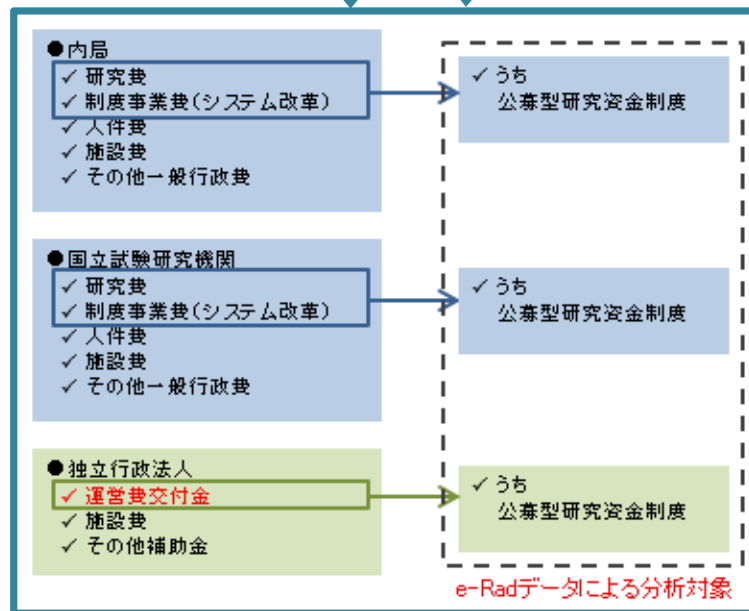 ●内局
✓ 研究費
✓ 制度事業費(システム改革)
✓ 人件費
✓ 施設費
✓ その他一般行政費
✓ うち
公募型研究資金制度
●国立試験研究機関
✓ 研究費
✓ 制度事業費(システム改革)
✓ 人件費
✓ 施設費
✓ その他一般行政費
✓ うち
公募型研究資金制度
●独立行政法人
✓ 運営費交付金
✓ 施設費
✓ その他補助金
✓ うち
公募型研究資金制度
e-Radデータによる分析対象